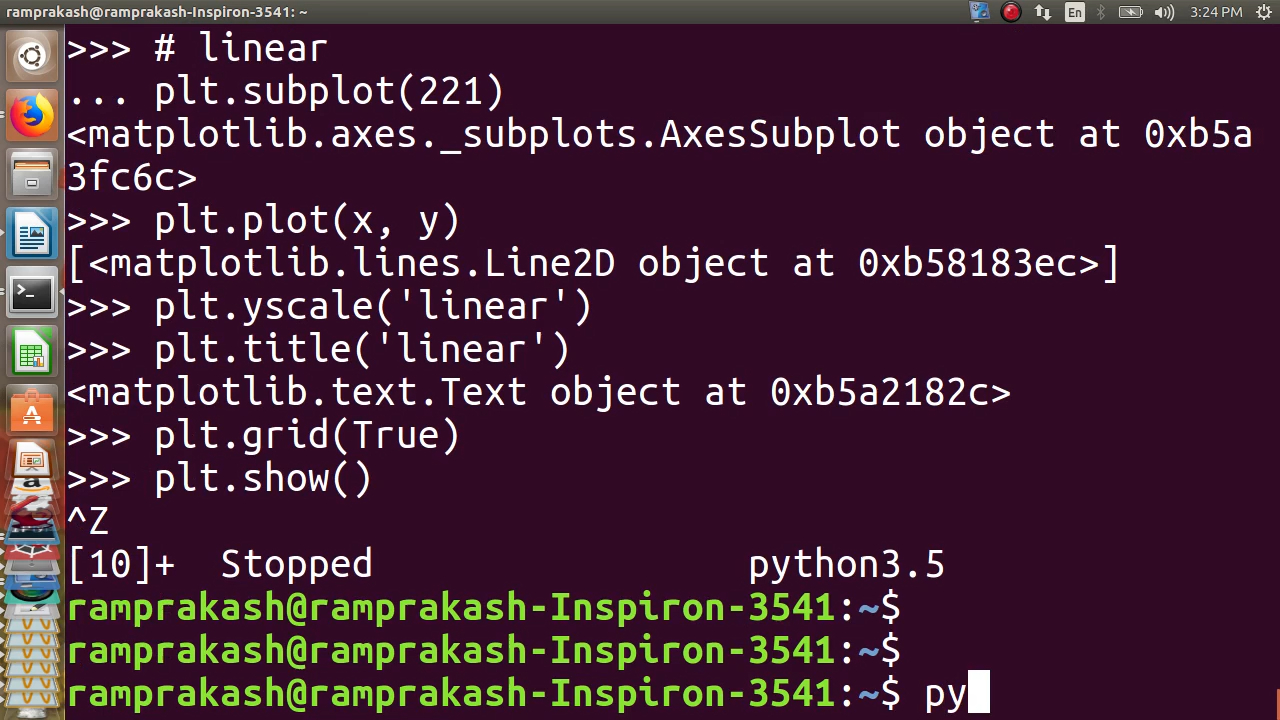 ramprakash@ramprakash-Inspiron-3541: ~
En
3:24 PM
>>> # linear
... plt.subplot(221)
<matplotlib.axes._subplots.AxesSubplot object at 0xb5a
3fc6c>
>>> plt.plot(x, y)
[<matplotlib.lines.Line2D object at 0xb58183ec>]
>>> plt.yscale('linear')
>>> plt.title('linear')
<matplotlib.text.Text object at 0xb5a2182c>
>>> plt.grid(True)
>>> plt.show()
^Z
[10]+  Stopped                 python3.5
ramprakash@ramprakash-Inspiron-3541:~$
ramprakash@ramprakash-Inspiron-3541:~$
ramprakash@ramprakash-Inspiron-3541:~$ py